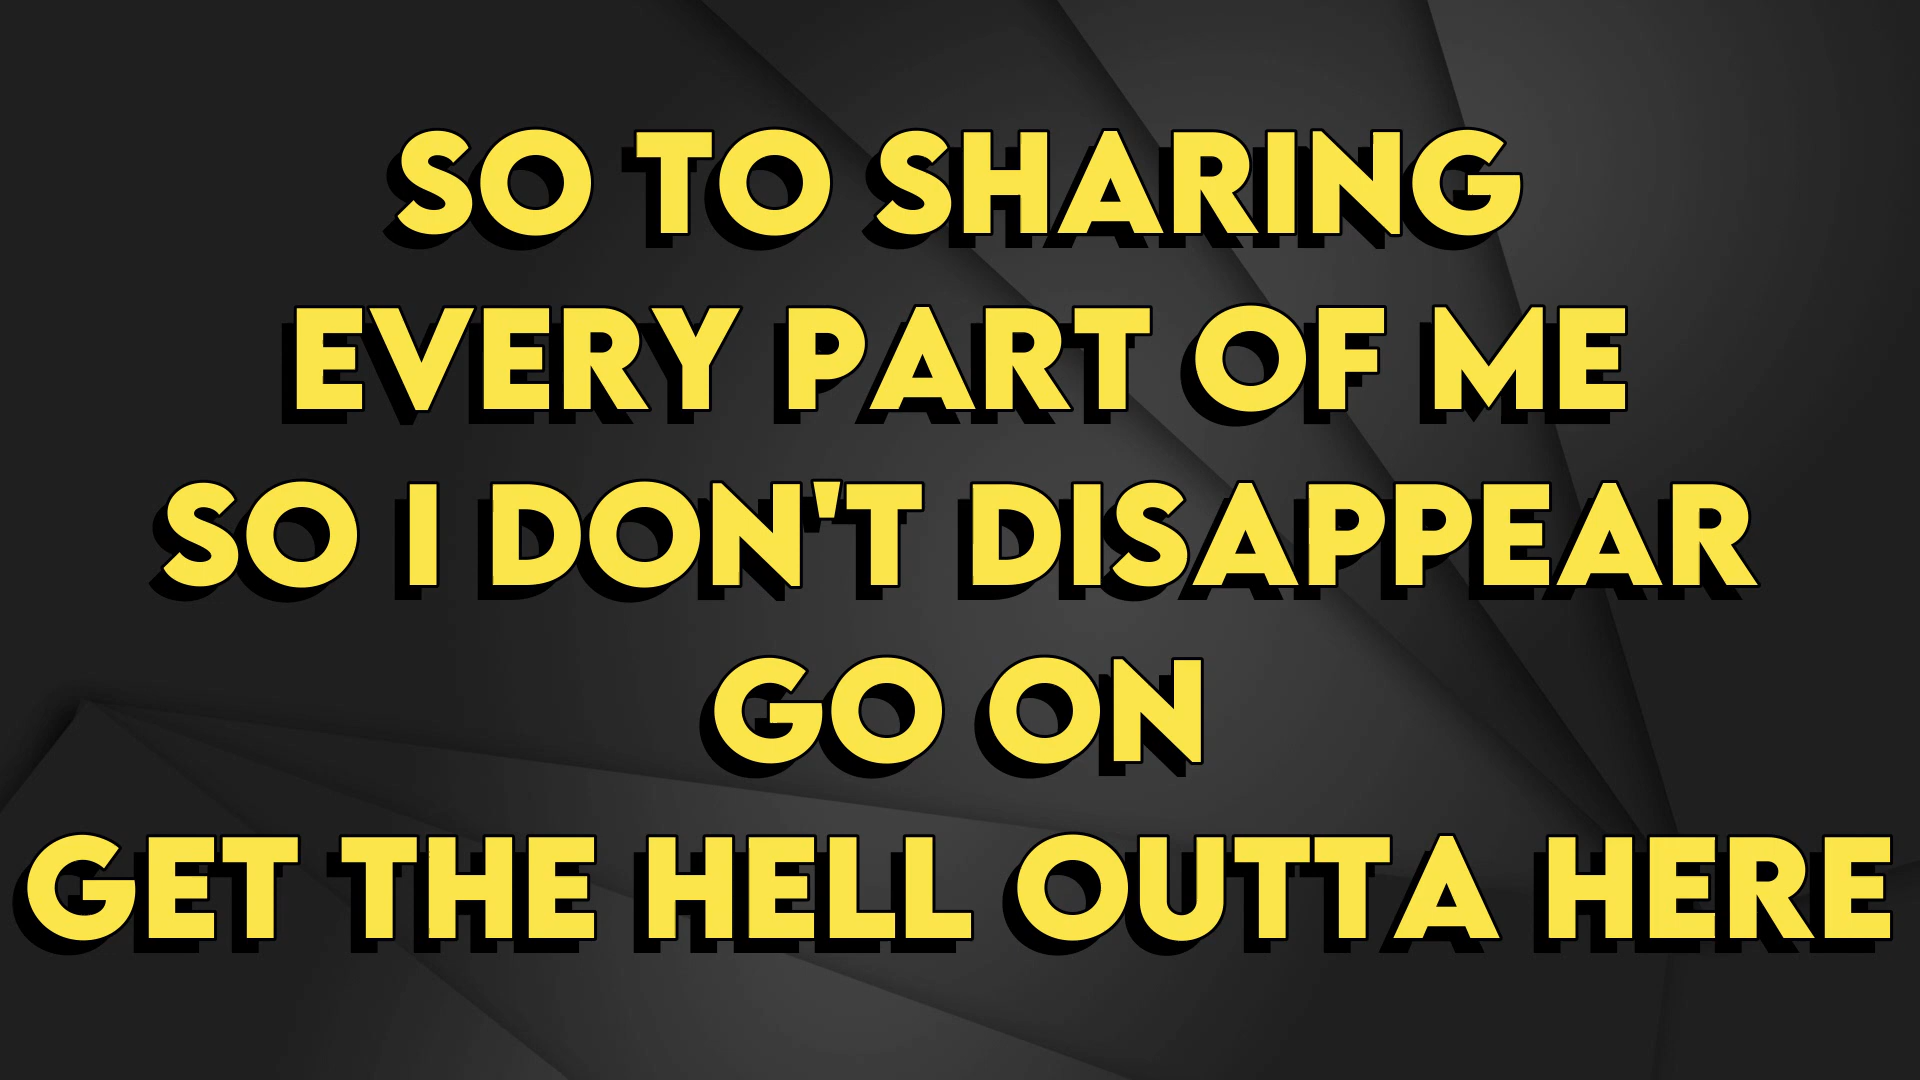 SO TO SHARING
EVERY PART OF ME
SO I DON'T DISAPPEAR
GO ON
GET THE HELL OUTTA HERE